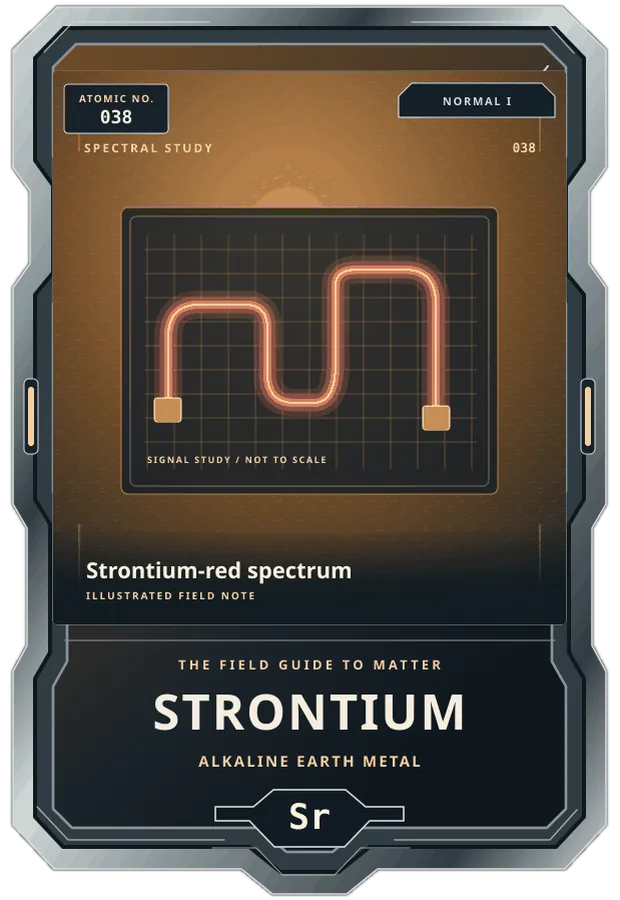 ATOMIC NO.
038
NORMAL I
SPECTRAL STUDY
038
SIGNAL STUDY / NOT TO SCALE
Strontium-red spectrum
ILLUSTRATED FIELD NOTE
THE FIELD GUIDE TO MATTER
STRONTIUM
ALKALINE EARTH METAL
Sr